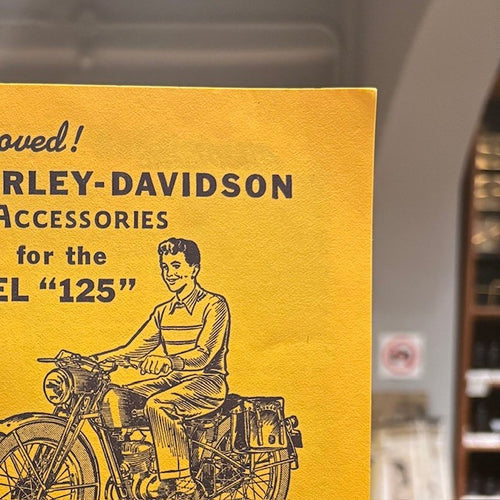 oved!
RLEY-DAVIDSON
ACCESSORIES
for the
EL “125”